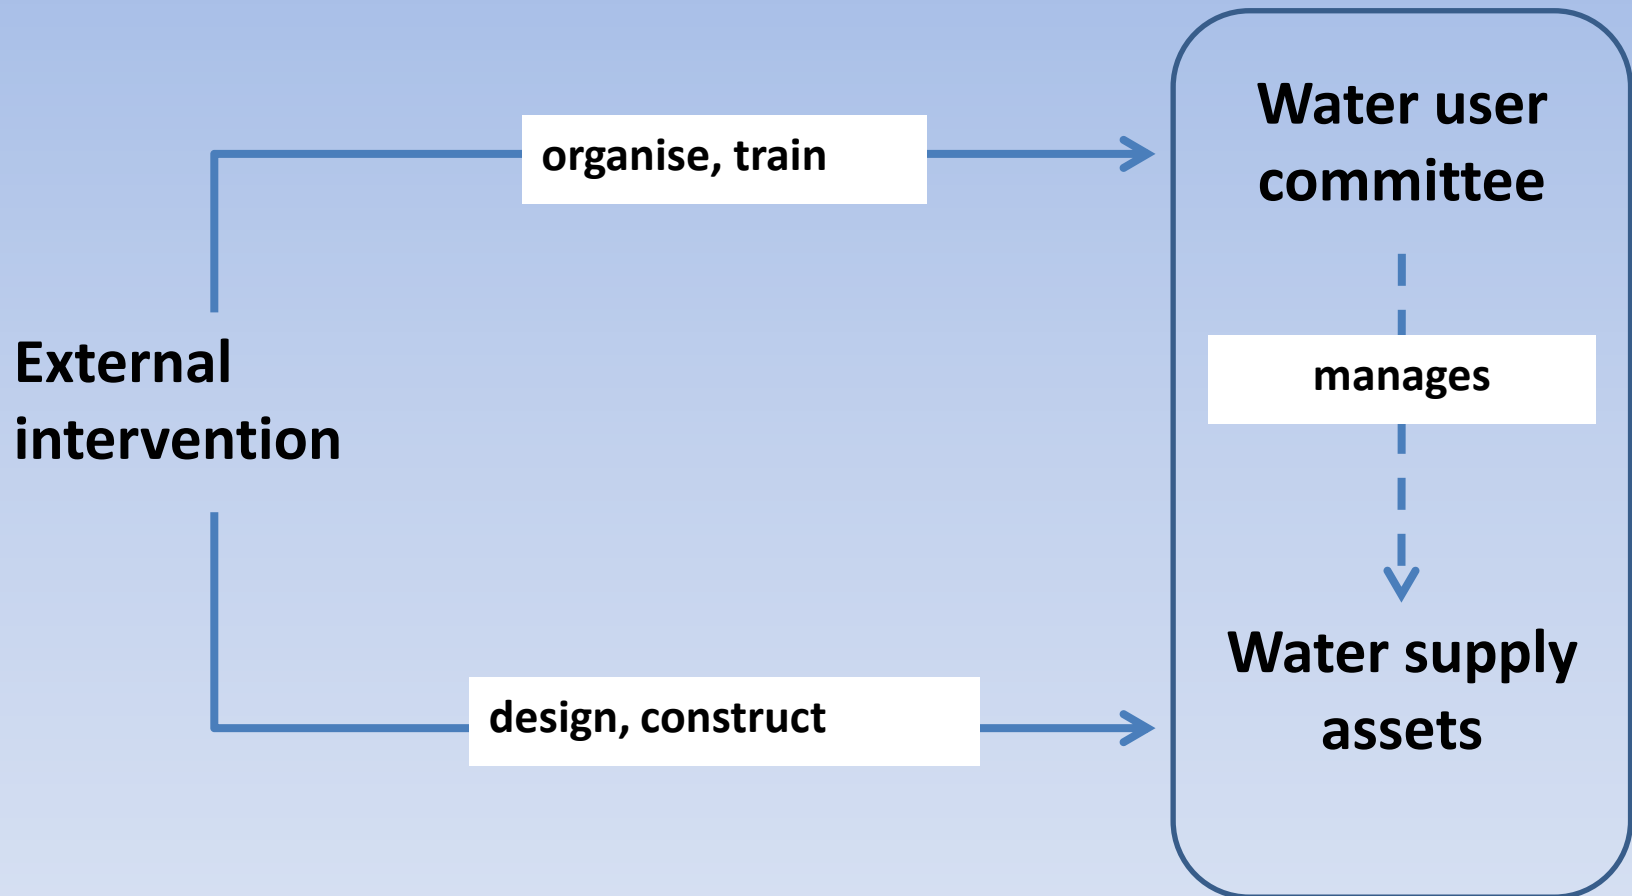 Water user
committee
organise, train
External
intervention
manages
design, construct
Water supply
assets